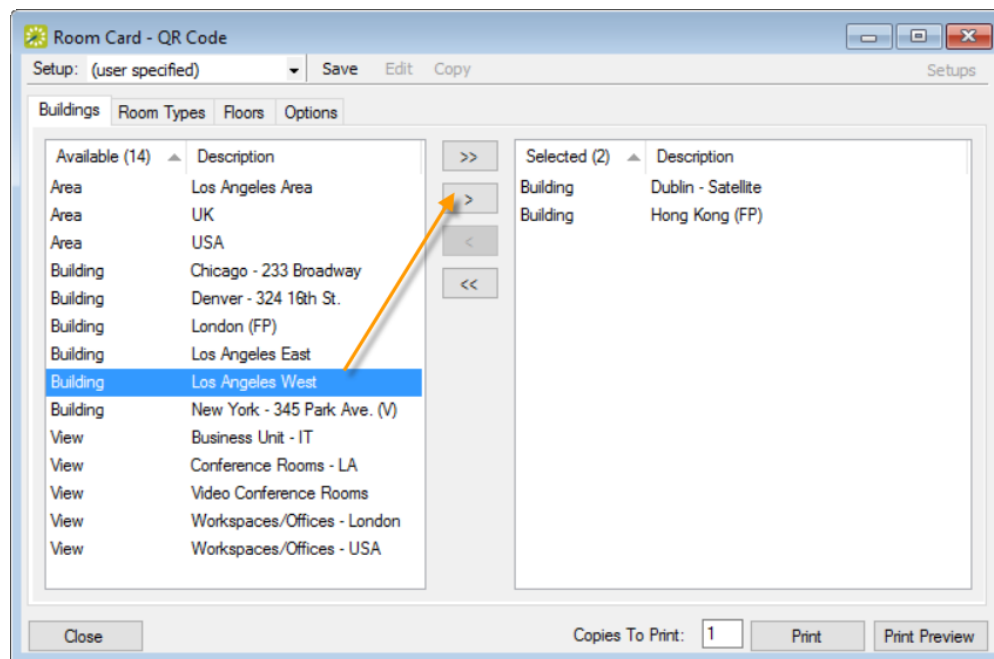 Room Card - QR Code
Setup: (user specified) Save Edit Copy Setups
Buildings Room Types Floors Options
Available (14) Description >> Selected (2) Description
Area Los Angeles Area > Building Dublin - Satellite
Area UK Building Hong Kong (FP)
Area USA <
Building Chicago - 233 Broadway <<
Building Denver - 324 16th St.
Building London (FP)
Building Los Angeles East
Building Los Angeles West
Building New York - 345 Park Ave. (V)
View Business Unit - IT
View Conference Rooms - LA
View Video Conference Rooms
View Workspaces/Offices - London
View Workspaces/Offices - USA
Close Copies To Print: 1 Print Print Preview